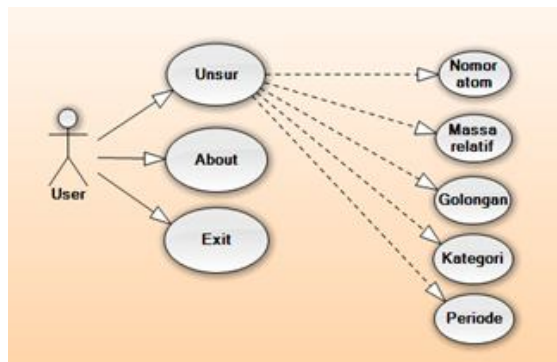 User
Unsur
About
Exit
Nomor
atom
Massa
relatif
Golongan
Kategori
Periode